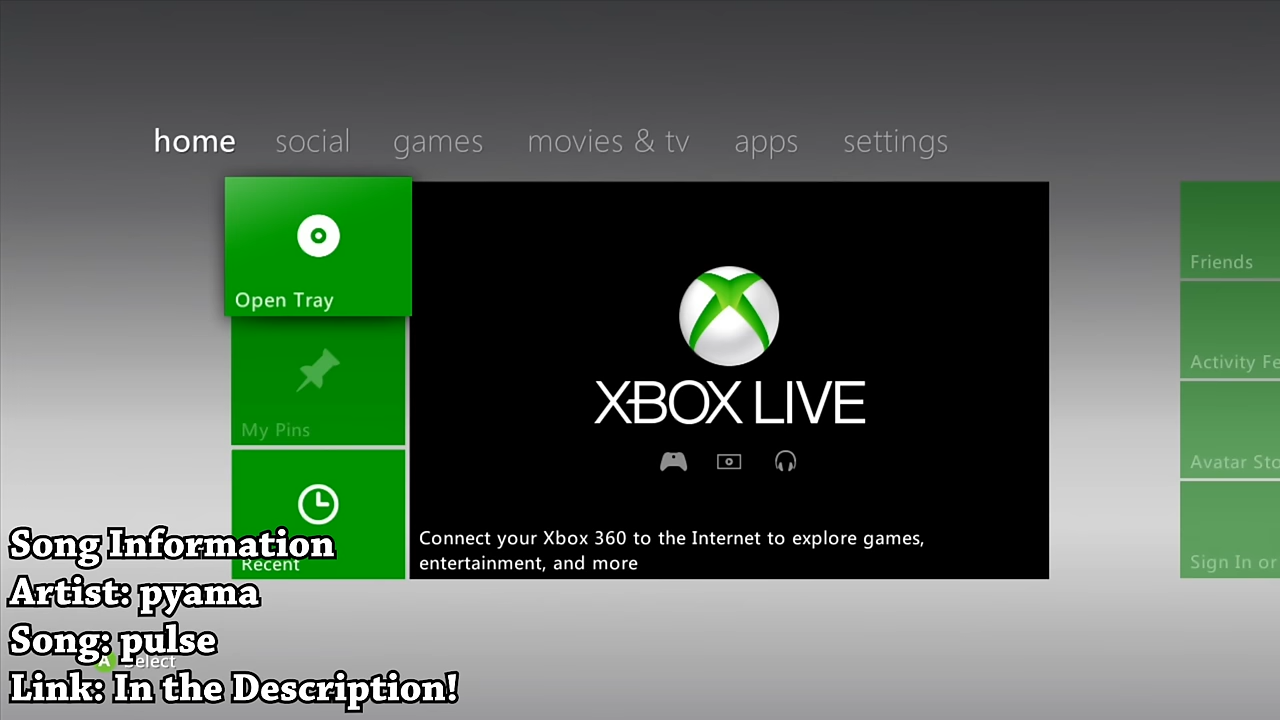 home social games movies & tv apps settings
Open Tray
My Pins
Recent
XBOX LIVE
Connect your Xbox 360 to the Internet to explore games,
entertainment, and more
Friends
Activity Fe
Avatar Sto
Sign In or
Song Information
Artist: pyama
Song: pulse
A Select
Link: In the Description!